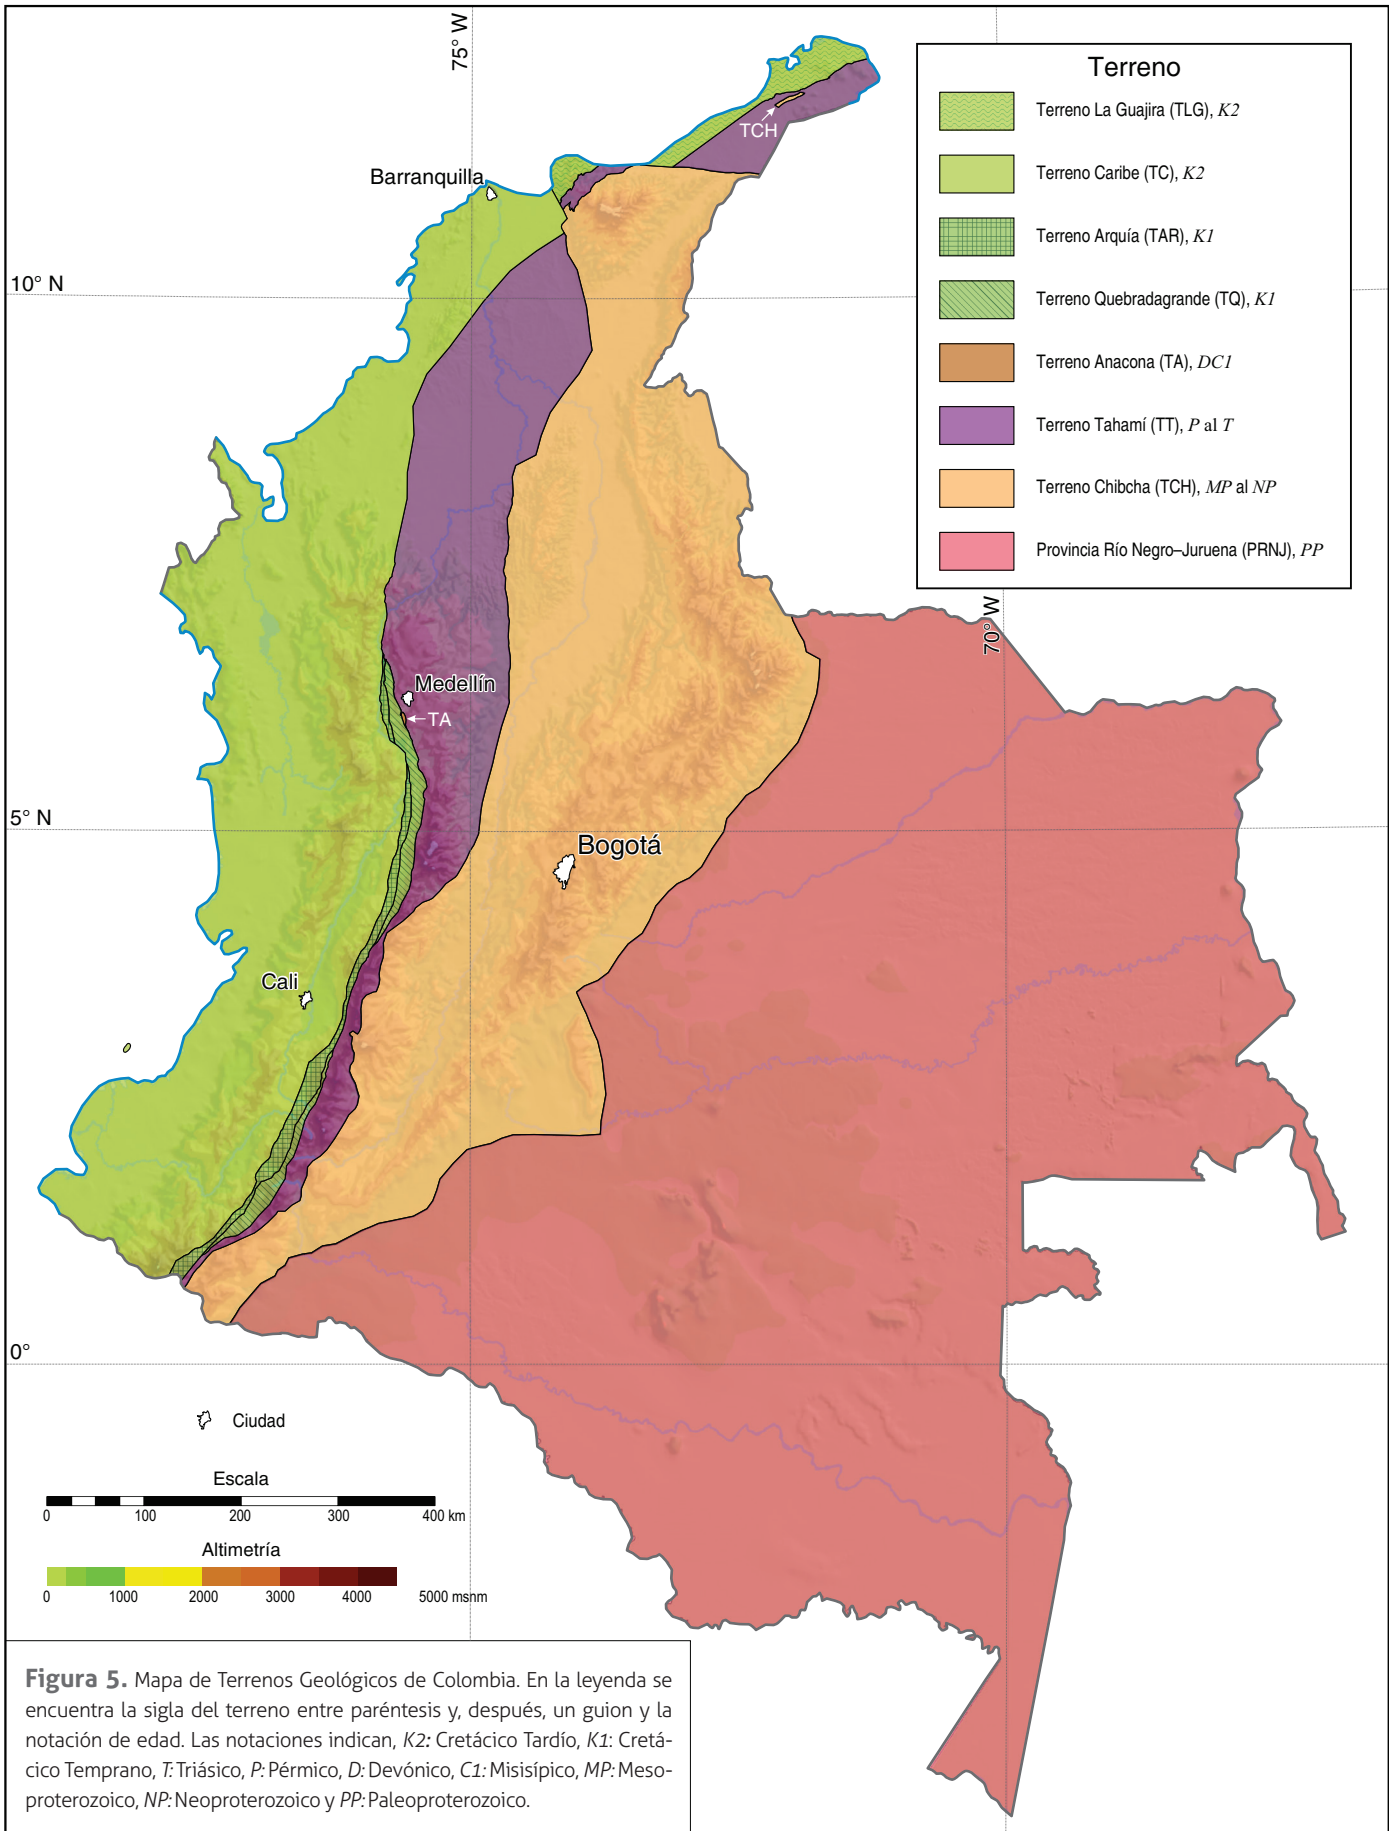 75° W
Terreno
Terreno La Guajira (TLG), K2
TCH
Terreno Caribe (TC), K2
Barranquilla
Terreno Arquía (TAR), K1
10° N
Terreno Quebradagrande (TQ), K1
Terreno Anacona (TA), DC1
Terreno Tahamí (TT), P al T
Terreno Chibcha (TCH), MP al NP
Provincia Río Negro–Juruena (PRNJ), PP
70° W
Medellín
TA
5° N
Bogotá
Cali
0°
Ciudad
Escala
0 100 200 300 400 km
Altimetría
0 1000 2000 3000 4000 5000 msnm
Figura 5. Mapa de Terrenos Geológicos de Colombia. En la leyenda se
encuentra la sigla del terreno entre paréntesis y, después, un guion y la
notación de edad. Las notaciones indican, K2: Cretácico Tardío, K1: Cretá-
cico Temprano, T: Triásico, P: Pérmico, D: Devónico, C1: Misisípico, MP: Meso-
proterozoico, NP: Neoproterozoico y PP: Paleoproterozoico.